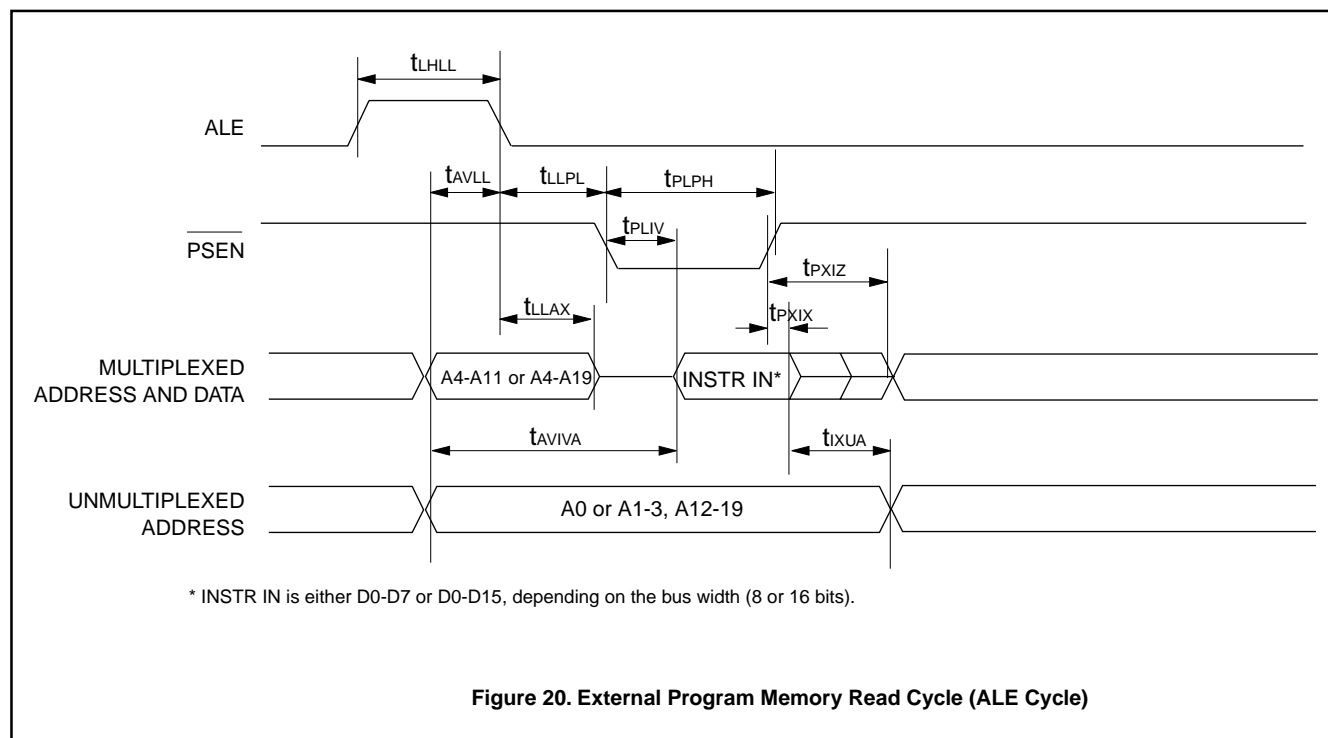 tLHLL
ALE
tAVLL
tLLPL
tPLPH
PSEN
tPLIV
tPXIZ
tLLAX
tPXIX
MULTIPLEXED
ADDRESS AND DATA
A4-A11 or A4-A19
INSTR IN*
tAVIVA
tIXUA
UNMULTIPLEXED
ADDRESS
A0 or A1-3, A12-19
* INSTR IN is either D0-D7 or D0-D15, depending on the bus width (8 or 16 bits).
Figure 20. External Program Memory Read Cycle (ALE Cycle)